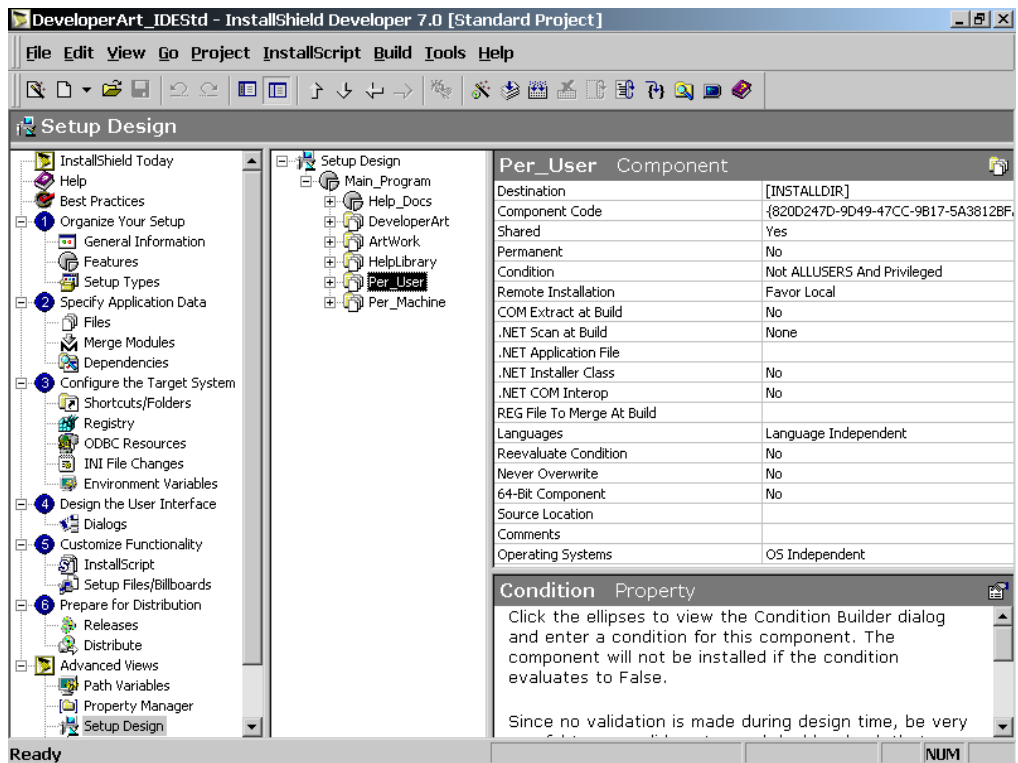 DeveloperArt_IDEStd - InstallShield Developer 7.0 [Standard Project]
File Edit View Go Project InstallScript Build Tools Help
Setup Design
InstallShield Today
Help
Best Practices
1 Organize Your Setup
General Information
Features
Setup Types
2 Specify Application Data
Files
Merge Modules
Dependencies
3 Configure the Target System
Shortcuts/Folders
Registry
ODBC Resources
INI File Changes
Environment Variables
4 Design the User Interface
Dialogs
5 Customize Functionality
InstallScript
Setup Files/Billboards
6 Prepare for Distribution
Releases
Distribute
Advanced Views
Path Variables
Property Manager
Setup Design
Setup Design
Main_Program
Help_Docs
DeveloperArt
ArtWork
HelpLibrary
Per_User
Per_Machine
Per_User Component
Destination [INSTALLDIR]
Component Code {820D247D-9D49-47CC-9B17-5A3812BF
Shared Yes
Permanent No
Condition Not ALLUSERS And Privileged
Remote Installation Favor Local
COM Extract at Build No
.NET Scan at Build None
.NET Application File
.NET Installer Class No
.NET COM Interop No
REG File To Merge At Build
Languages Language Independent
Reevaluate Condition No
Never Overwrite No
64-Bit Component No
Source Location
Comments
Operating Systems OS Independent
Condition Property
Click the ellipses to view the Condition Builder dialog
and enter a condition for this component. The
component will not be installed if the condition
evaluates to False.
Since no validation is made during design time, be very
Ready NUM